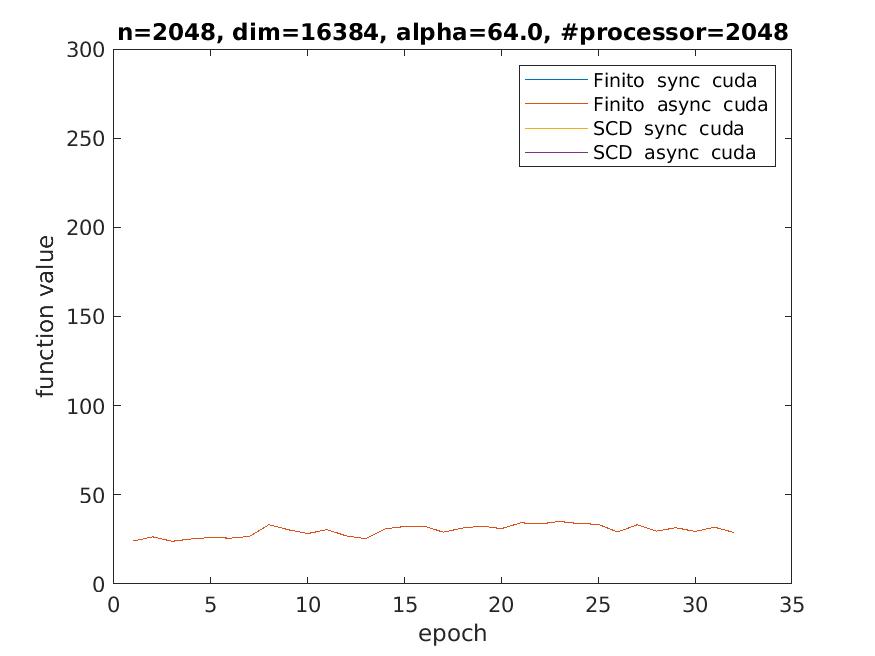 n=2048, dim=16384, alpha=64.0, #processor=2048
300
250
200
150
100
50
0
function value
Finito sync cuda
Finito async cuda
SCD sync cuda
SCD async cuda
0 5 10 15 20 25 30 35
epoch